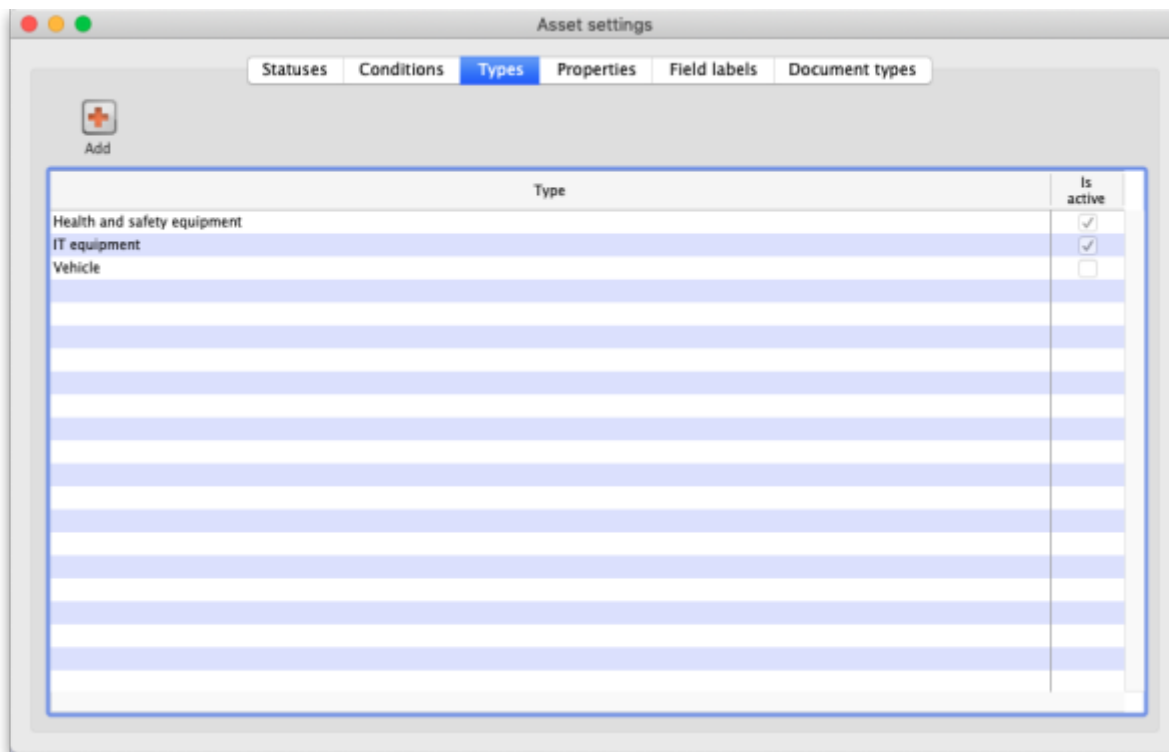 Asset settings
Statuses Conditions Types Properties Field labels Document types
Add
Type
Is
active
Health and safety equipment
IT equipment
Vehicle